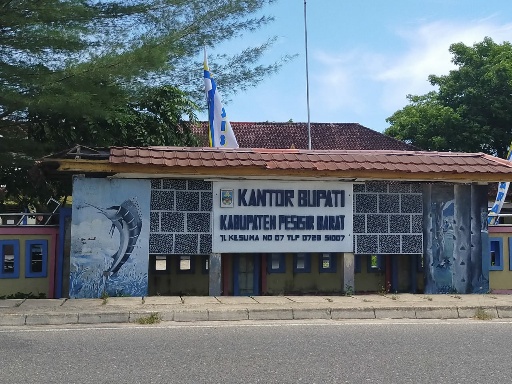 KANTOR BUPATI
KABUPATEN PESISIR BARAT
JL KESUMA NO 07 TLP 0728 51007